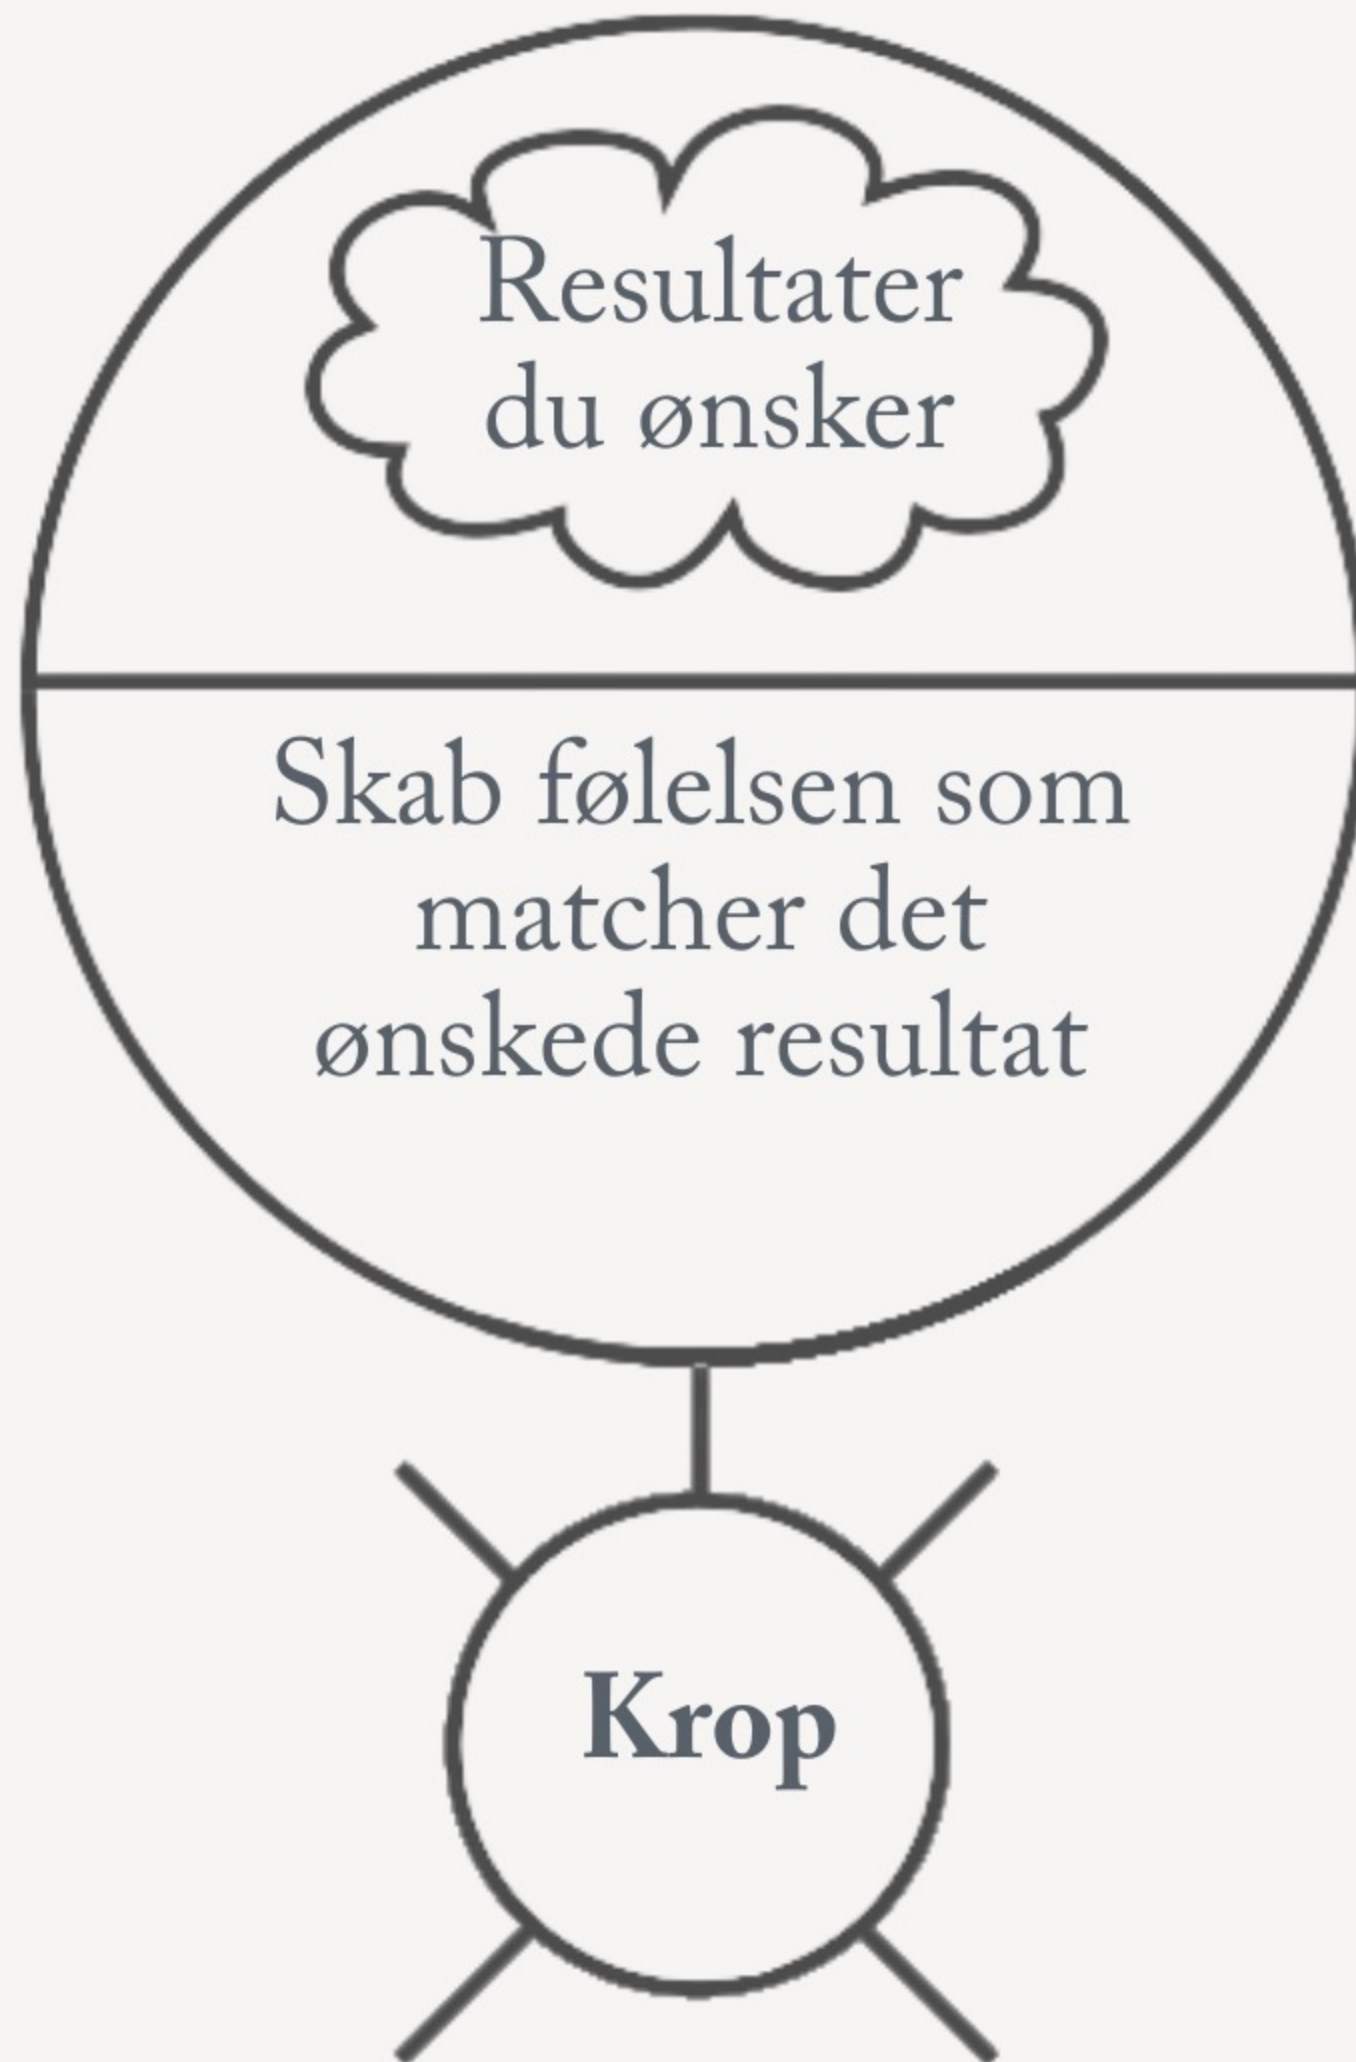 Resultater
du ønsker
Skab følelsen som
matcher det
ønskede resultat
Krop